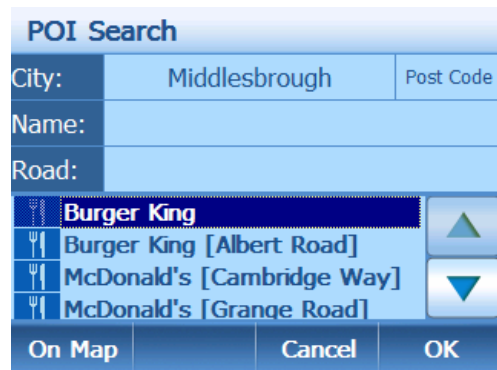 POI Search
City: Middlesbrough Post Code
Name:
Road:
Burger King
Burger King [Albert Road]
McDonald's [Cambridge Way]
McDonald's [Grange Road]
On Map Cancel OK